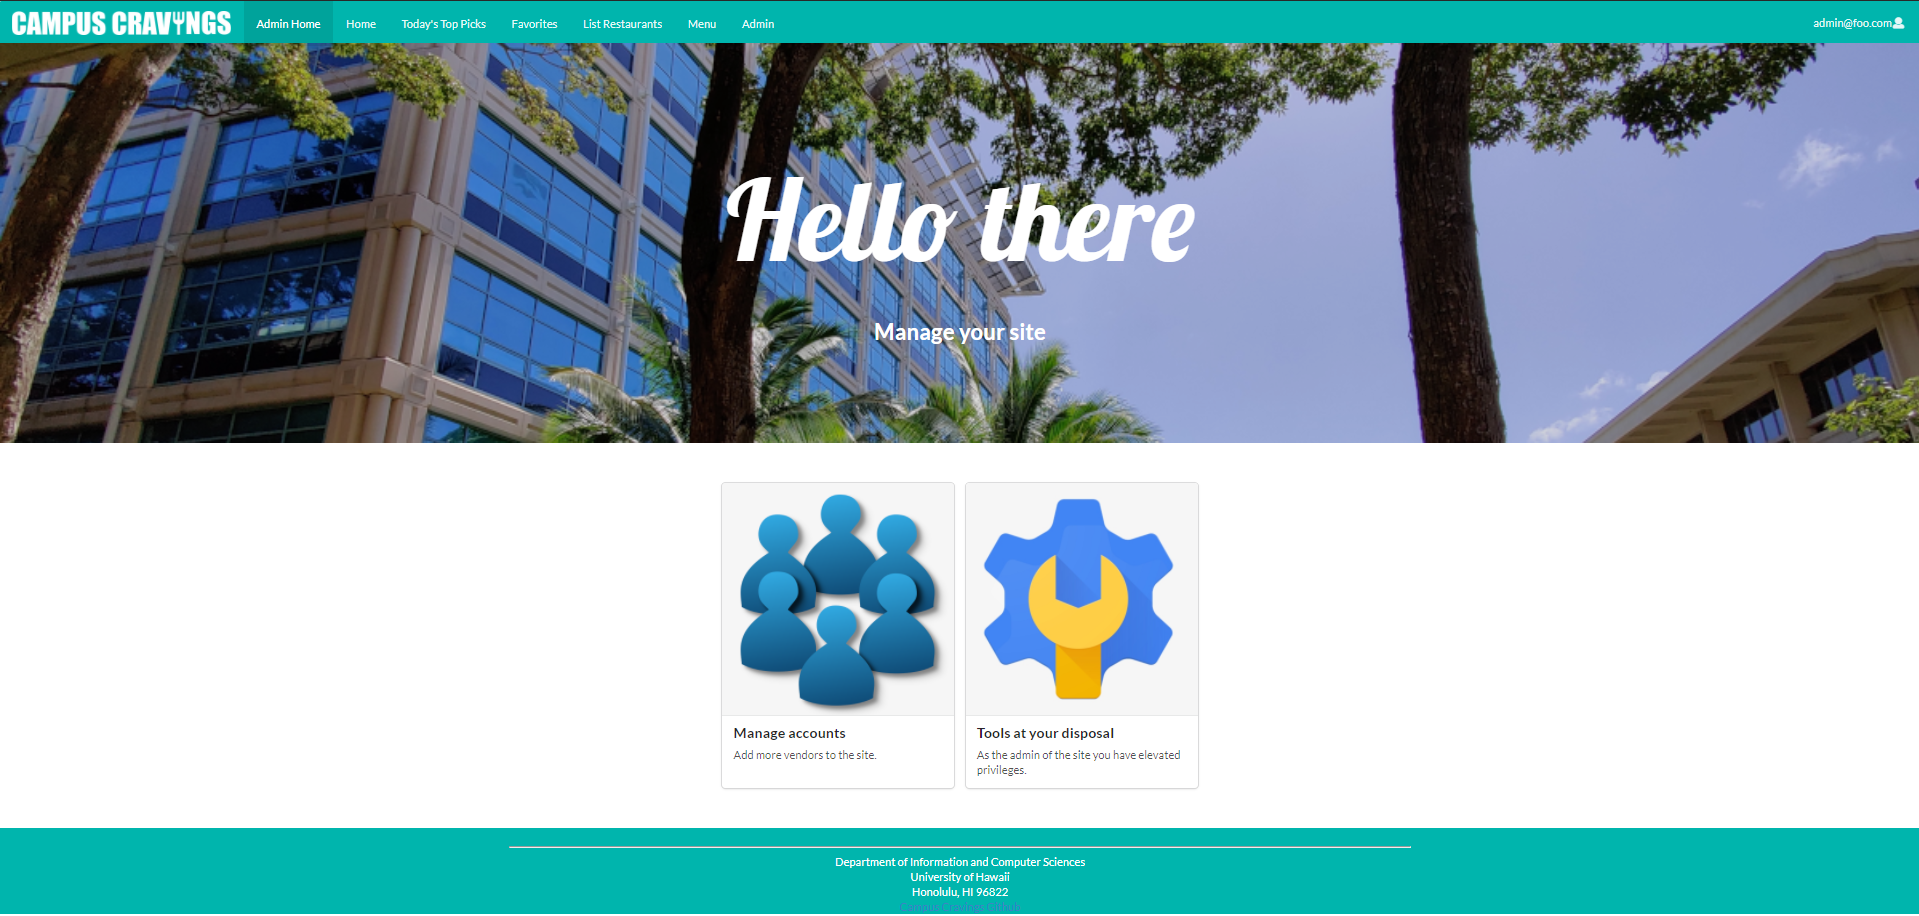 CAMPUS CRAVINGS
Admin Home
Home
Today's Top Picks
Favorites
List Restaurants
Menu
Admin
admin@foo.com
Hello there
Manage your site
Manage accounts
Add more vendors to the site.
Tools at your disposal
As the admin of the site you have elevated
privileges.
Department of Information and Computer Sciences
University of Hawaii
Honolulu, HI 96822
Campus Cravings Github